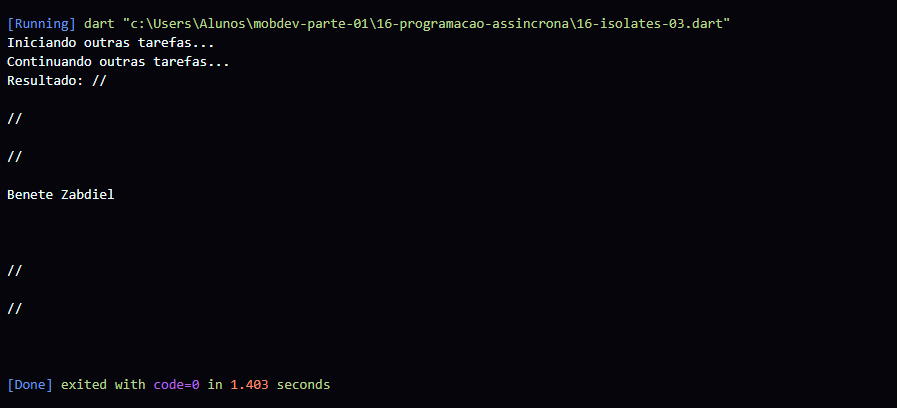 [Running] dart "c:\Users\Alunos\mobdev-parte-01\16-programacao-assincrona\16-isolates-03.dart"
Iniciando outras tarefas...
Continuando outras tarefas...
Resultado: //
//
//
Benete Zabdiel
//
//
[Done] exited with code=0 in 1.403 seconds